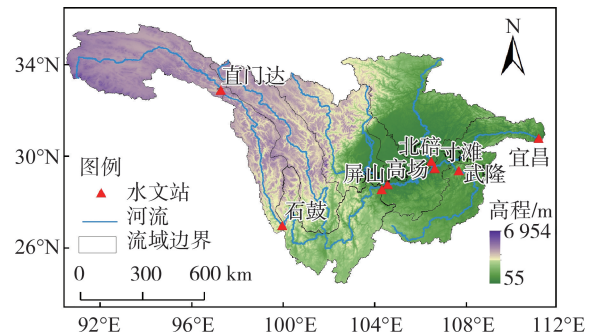 N
34°N
30°N
26°N
直门达
北碚
寸滩
宜昌
屏山
高场
武隆
石鼓
图例
水文站
河流
流域边界
0 300 600 km
高程/m
6 954
55
92°E 96°E 100°E 104°E 108°E 112°E